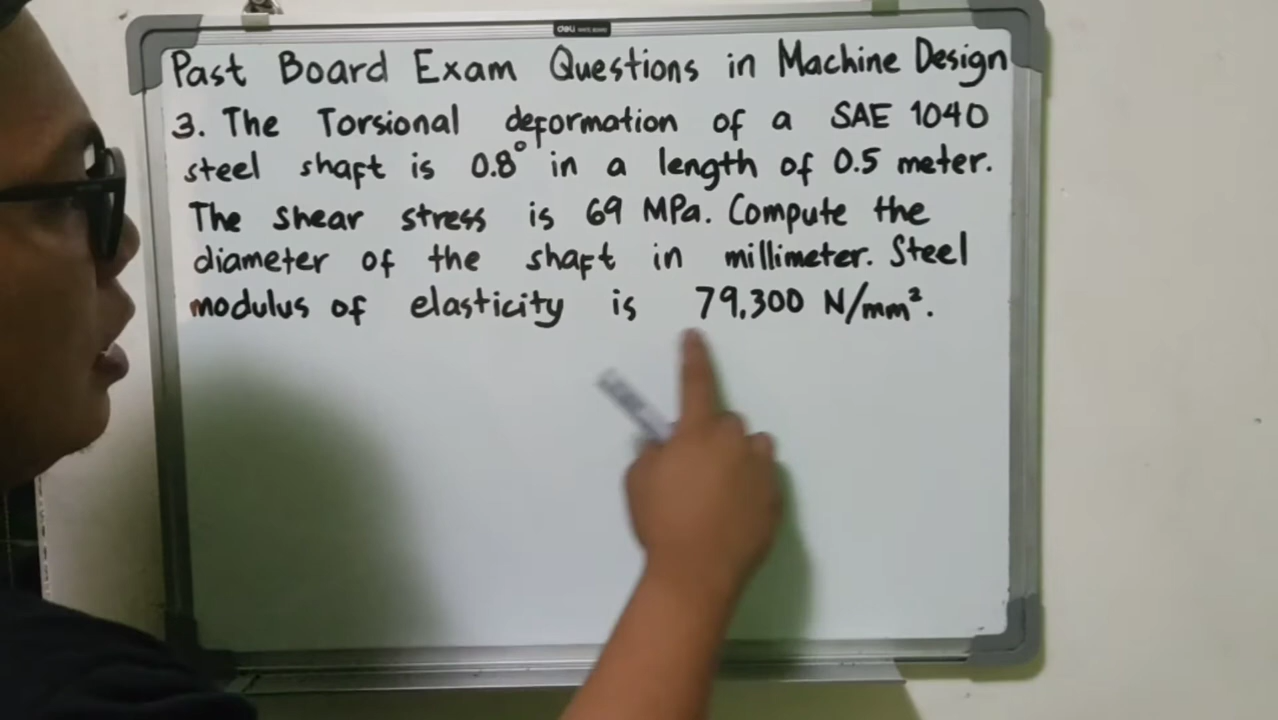 deli
Past Board Exam Questions in Machine Design
3. The Torsional deformation of a SAE 1040
steel shaft is 0.8° in a length of 0.5 meter.
The shear stress is 69 MPa. Compute the
diameter of the shaft in millimeter. Steel
modulus of elasticity is 79,300 N/mm².